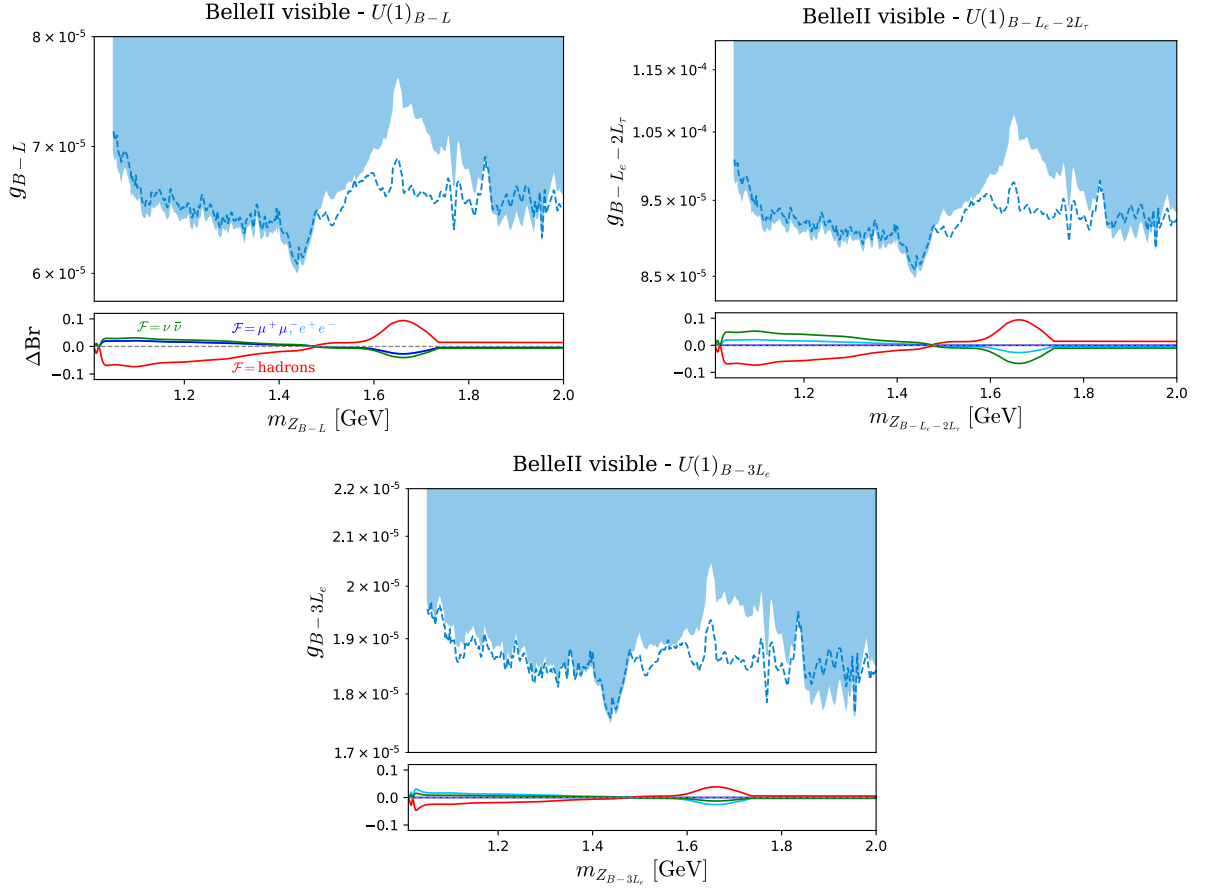 BelleII visible - U(1)_{B−L}
8 × 10⁻⁵
7 × 10⁻⁵
6 × 10⁻⁵
g_{B−L}
0.1
0.0
−0.1
ΔBr
𝓕 = ν ν̄
𝓕 = μ⁺ μ⁻, e⁺ e⁻
𝓕 = hadrons
1.2 1.4 1.6 1.8 2.0
m_{Z_{B−L}} [GeV]
BelleII visible - U(1)_{B−L_e−2L_τ}
1.15 × 10⁻⁴
1.05 × 10⁻⁴
9.5 × 10⁻⁵
8.5 × 10⁻⁵
g_{B−L_e−2L_τ}
0.1
0.0
−0.1
1.2 1.4 1.6 1.8 2.0
m_{Z_{B−L_e−2L_τ}} [GeV]
BelleII visible - U(1)_{B−3L_e}
2.2 × 10⁻⁵
2.1 × 10⁻⁵
2 × 10⁻⁵
1.9 × 10⁻⁵
1.8 × 10⁻⁵
1.7 × 10⁻⁵
g_{B−3L_e}
0.1
0.0
−0.1
1.2 1.4 1.6 1.8 2.0
m_{Z_{B−3L_e}} [GeV]